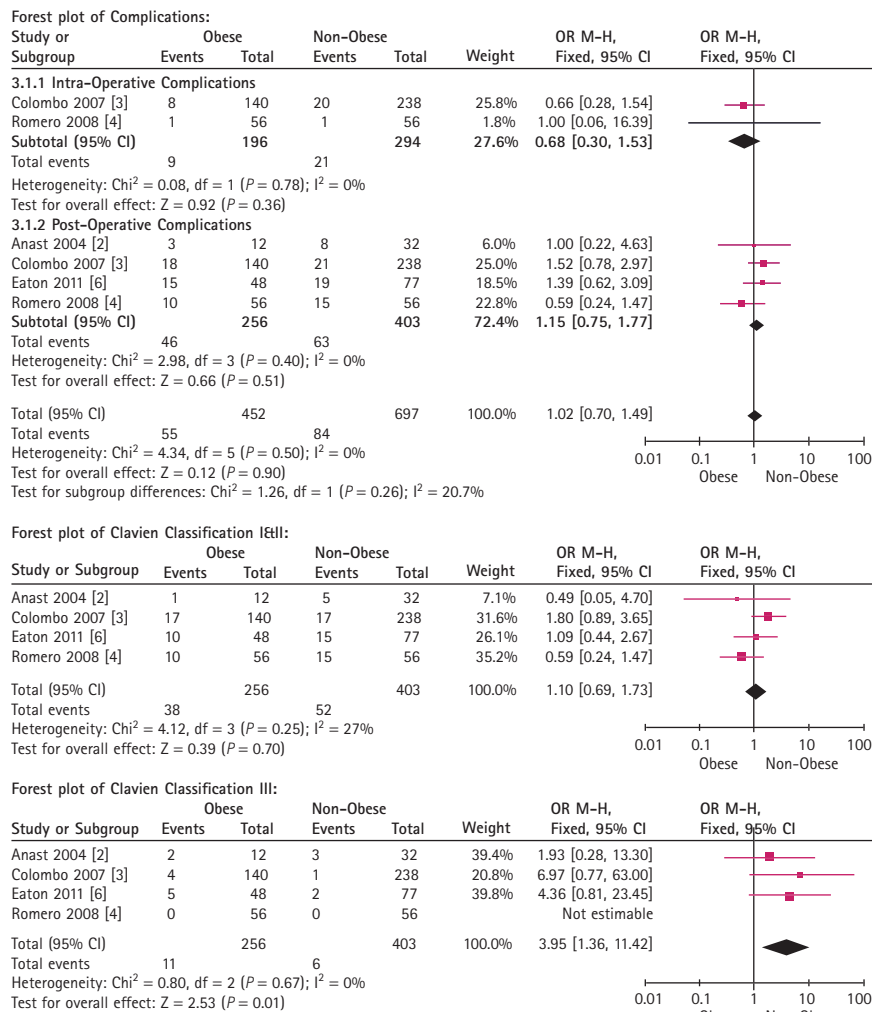 Forest plot of Complications:
Study or Obese Non-Obese OR M-H, OR M-H,
Subgroup Events Total Events Total Weight Fixed, 95% CI Fixed, 95% CI
3.1.1 Intra-Operative Complications
Colombo 2007 [3] 8 140 20 238 25.8% 0.66 [0.28, 1.54]
Romero 2008 [4] 1 56 1 56 1.8% 1.00 [0.06, 16.39]
Subtotal (95% CI) 196 294 27.6% 0.68 [0.30, 1.53]
Total events 9 21
Heterogeneity: Chi² = 0.08, df = 1 (P = 0.78); I² = 0%
Test for overall effect: Z = 0.92 (P = 0.36)
3.1.2 Post-Operative Complications
Anast 2004 [2] 3 12 8 32 6.0% 1.00 [0.22, 4.63]
Colombo 2007 [3] 18 140 21 238 25.0% 1.52 [0.78, 2.97]
Eaton 2011 [6] 15 48 19 77 18.5% 1.39 [0.62, 3.09]
Romero 2008 [4] 10 56 15 56 22.8% 0.59 [0.24, 1.47]
Subtotal (95% CI) 256 403 72.4% 1.15 [0.75, 1.77]
Total events 46 63
Heterogeneity: Chi² = 2.98, df = 3 (P = 0.40); I² = 0%
Test for overall effect: Z = 0.66 (P = 0.51)
Total (95% CI) 452 697 100.0% 1.02 [0.70, 1.49]
Total events 55 84
Heterogeneity: Chi² = 4.34, df = 5 (P = 0.50); I² = 0%
Test for overall effect: Z = 0.12 (P = 0.90)
Test for subgroup differences: Chi² = 1.26, df = 1 (P = 0.26); I² = 20.7%
0.01 0.1 1 10 100
Obese Non-Obese
Forest plot of Clavien Classification I&II:
Obese Non-Obese OR M-H, OR M-H,
Study or Subgroup Events Total Events Total Weight Fixed, 95% CI Fixed, 95% CI
Anast 2004 [2] 1 12 5 32 7.1% 0.49 [0.05, 4.70]
Colombo 2007 [3] 17 140 17 238 31.6% 1.80 [0.89, 3.65]
Eaton 2011 [6] 10 48 15 77 26.1% 1.09 [0.44, 2.67]
Romero 2008 [4] 10 56 15 56 35.2% 0.59 [0.24, 1.47]
Total (95% CI) 256 403 100.0% 1.10 [0.69, 1.73]
Total events 38 52
Heterogeneity: Chi² = 4.12, df = 3 (P = 0.25); I² = 27%
Test for overall effect: Z = 0.39 (P = 0.70)
0.01 0.1 1 10 100
Obese Non-Obese
Forest plot of Clavien Classification III:
Obese Non-Obese OR M-H, OR M-H,
Study or Subgroup Events Total Events Total Weight Fixed, 95% CI Fixed, 95% CI
Anast 2004 [2] 2 12 3 32 39.4% 1.93 [0.28, 13.30]
Colombo 2007 [3] 4 140 1 238 20.8% 6.97 [0.77, 63.00]
Eaton 2011 [6] 5 48 2 77 39.8% 4.36 [0.81, 23.45]
Romero 2008 [4] 0 56 0 56 Not estimable
Total (95% CI) 256 403 100.0% 3.95 [1.36, 11.42]
Total events 11 6
Heterogeneity: Chi² = 0.80, df = 2 (P = 0.67); I² = 0%
Test for overall effect: Z = 2.53 (P = 0.01)
0.01 0.1 1 10 100